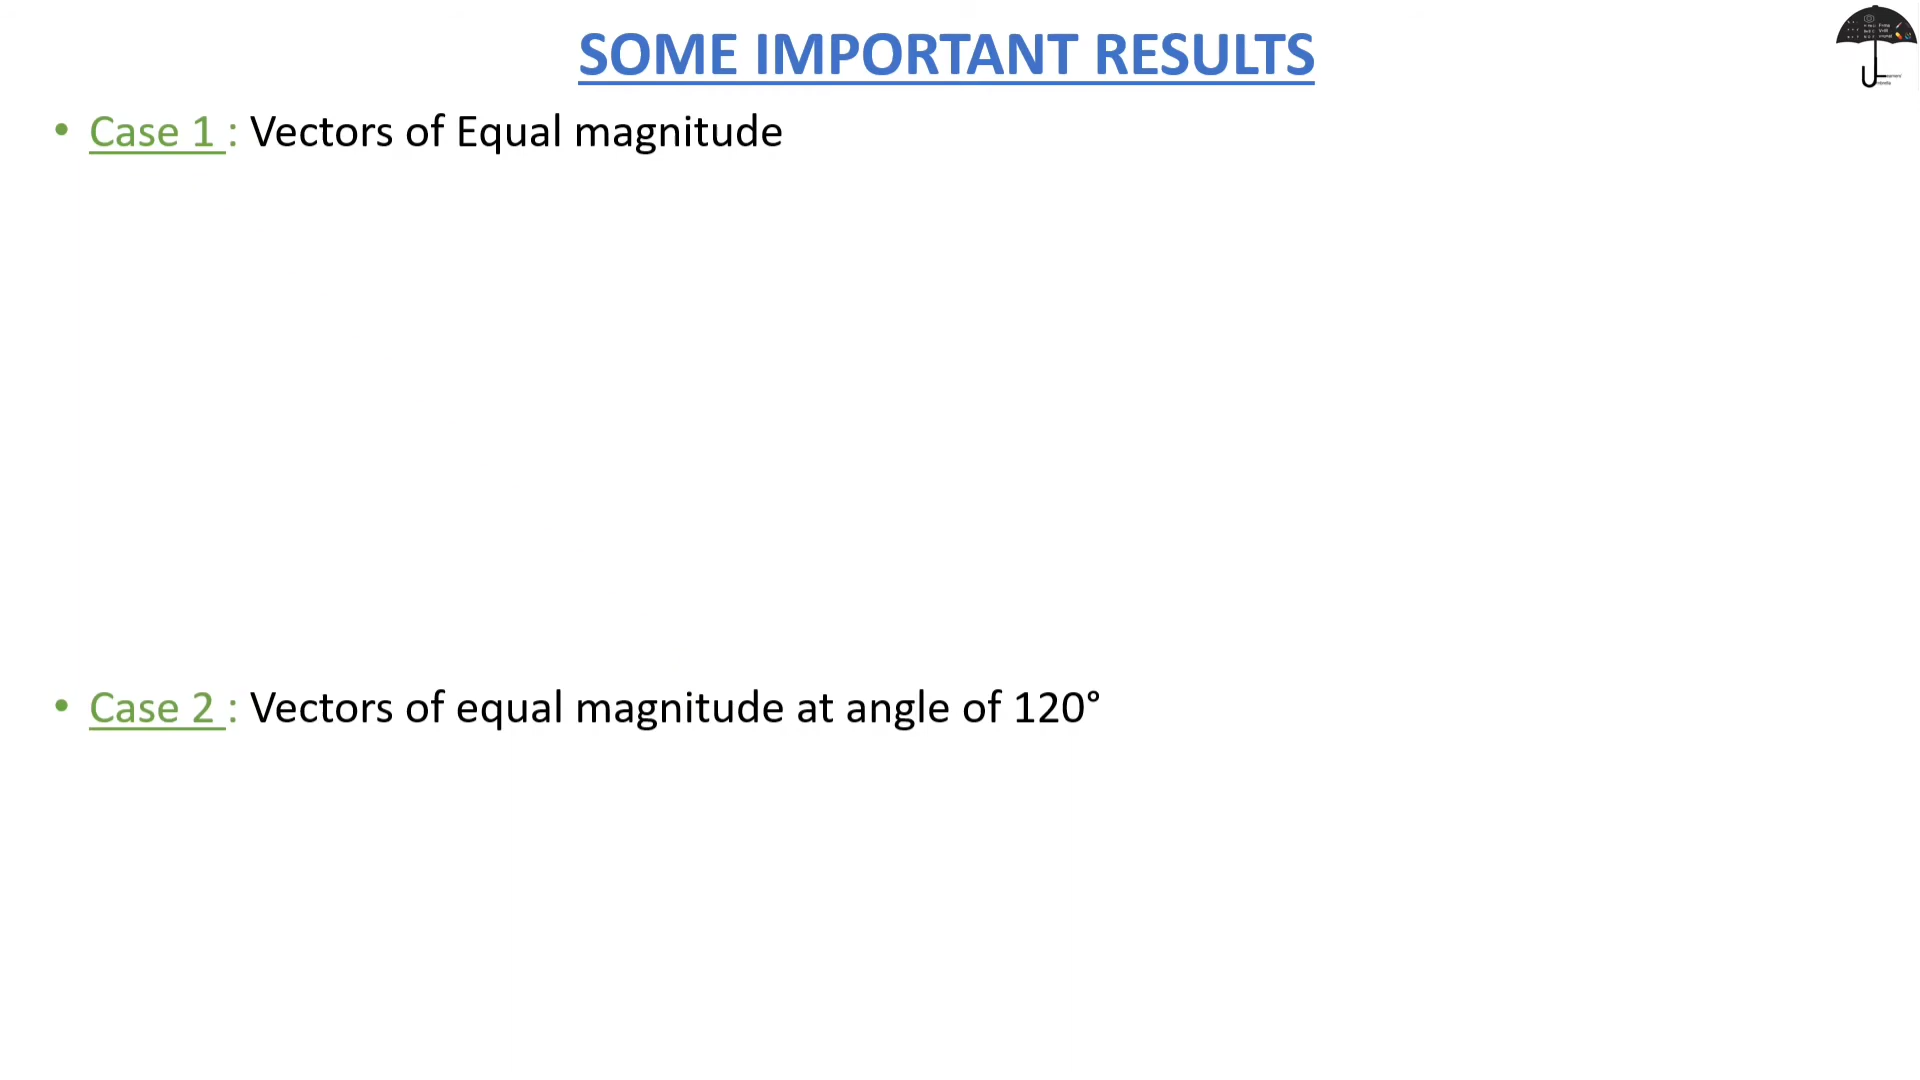 SOME IMPORTANT RESULTS
• Case 1 : Vectors of Equal magnitude
• Case 2 : Vectors of equal magnitude at angle of 120°